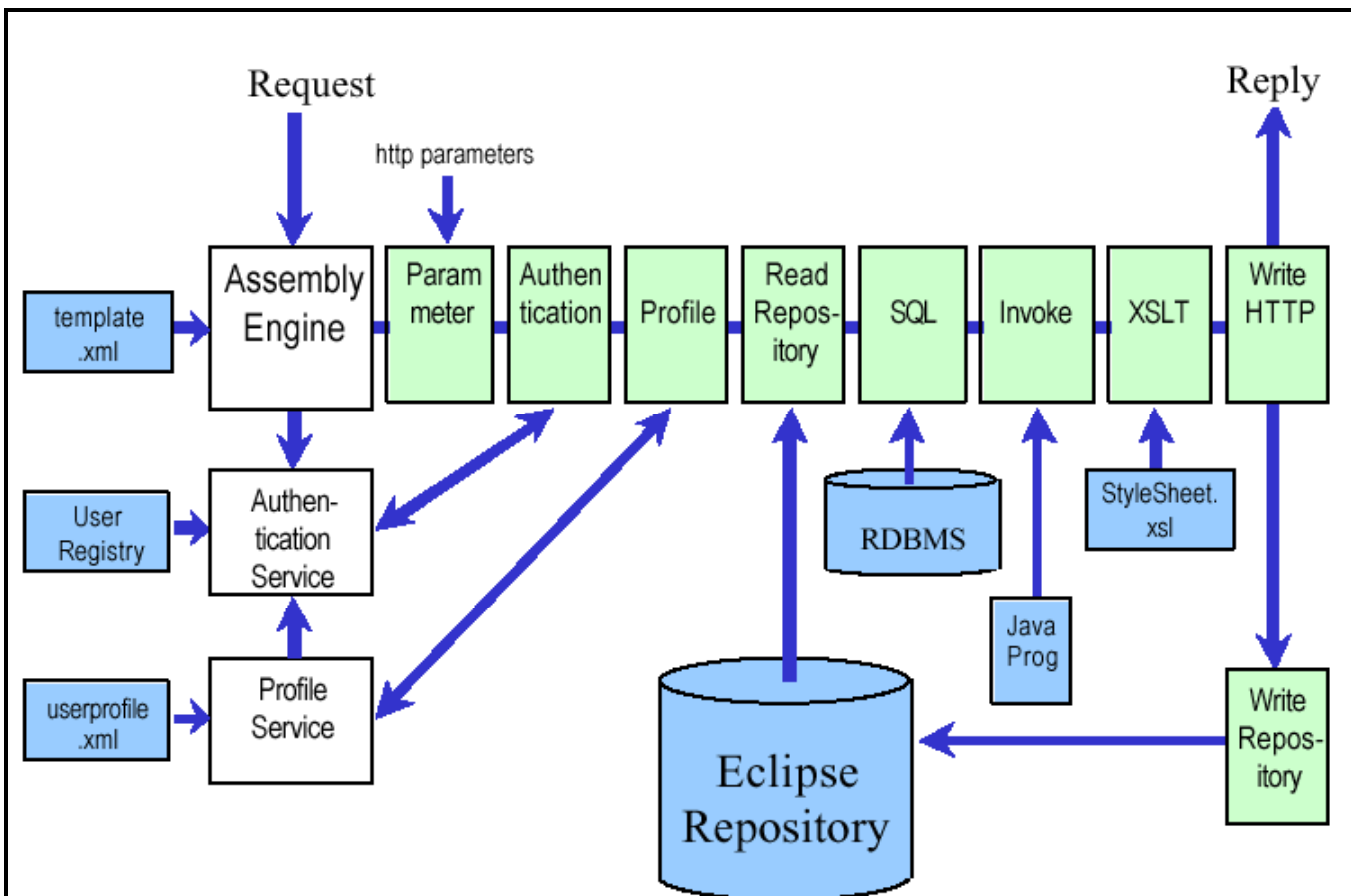 Request
Reply
http parameters
Assembly
Engine
Param
meter
Authen
tication
Profile
Read
Repos-
itory
SQL
Invoke
XSLT
Write
HTTP
template
.xml
User
Registry
Authen-
tication
Service
RDBMS
StyleSheet.
xsl
Java
Prog
userprofile
.xml
Profile
Service
Eclipse
Repository
Write
Repos-
itory